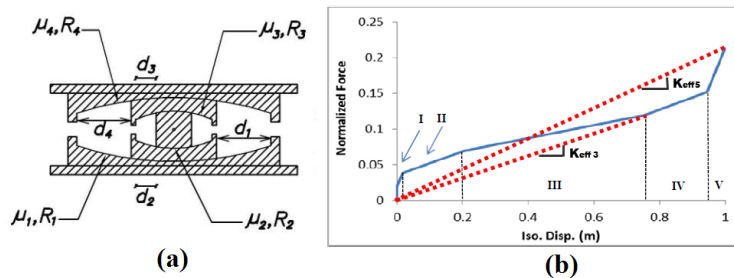 μ₄, R₄
μ₃, R₃
d₃
d₄
d₁
d₂
μ₁, R₁
μ₂, R₂
(a)
Normalized Force
0.25
0.2
0.15
0.1
0.05
0
I
II
III
IV
V
Keff5
Keff 3
0
0.2
0.4
0.6
0.8
1
Iso. Disp. (m)
(b)